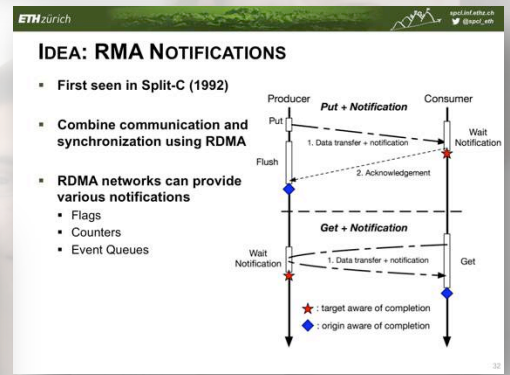 ETH zürich
spcl.inf.ethz.ch
@spcl_eth
IDEA: RMA NOTIFICATIONS
First seen in Split-C (1992)
Combine communication and
synchronization using RDMA
RDMA networks can provide
various notifications
Flags
Counters
Event Queues
Producer
Put + Notification
Consumer
Put
1. Data transfer + notification
Wait
Notification
Flush
2. Acknowledgement
Get + Notification
Wait
Notification
1. Data transfer + notification
Get
: target aware of completion
: origin aware of completion
32